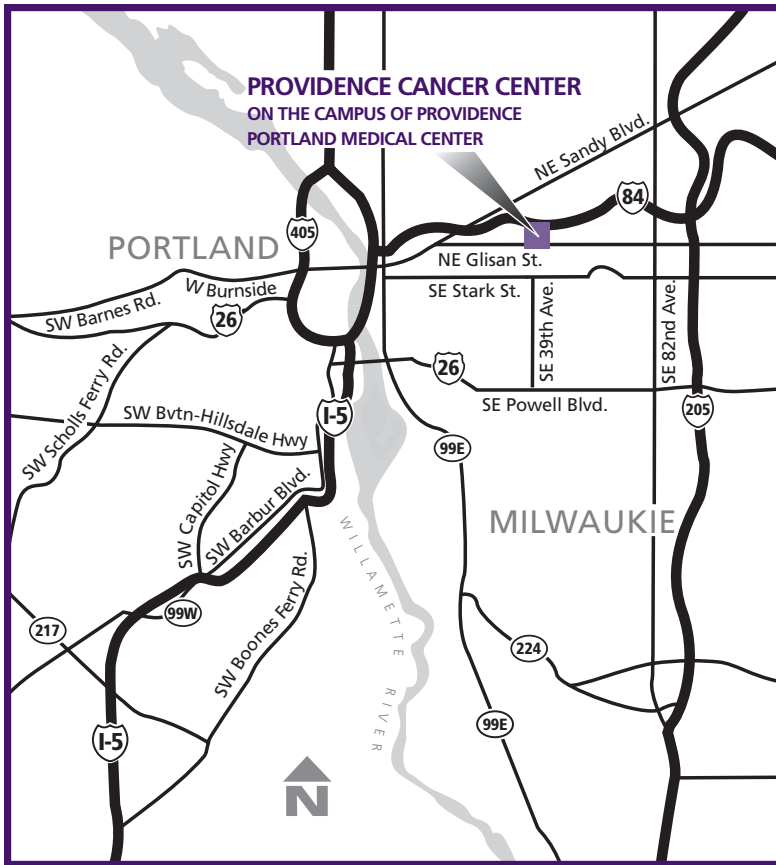 PROVIDENCE CANCER CENTER
ON THE CAMPUS OF PROVIDENCE
PORTLAND MEDICAL CENTER
NE Sandy Blvd.
84
405
PORTLAND
NE Glisan St.
W Burnside
SE Stark St.
SW Barnes Rd.
26
SE 39th Ave.
SE 82nd Ave.
26
SW Scholls Ferry Rd.
SE Powell Blvd.
I-5
205
SW Bvtn-Hillsdale Hwy
99E
SW Capitol Hwy
SW Barbur Blvd.
MILWAUKIE
WILLAMETTE RIVER
99W
217
SW Boones Ferry Rd.
224
I-5
99E
N